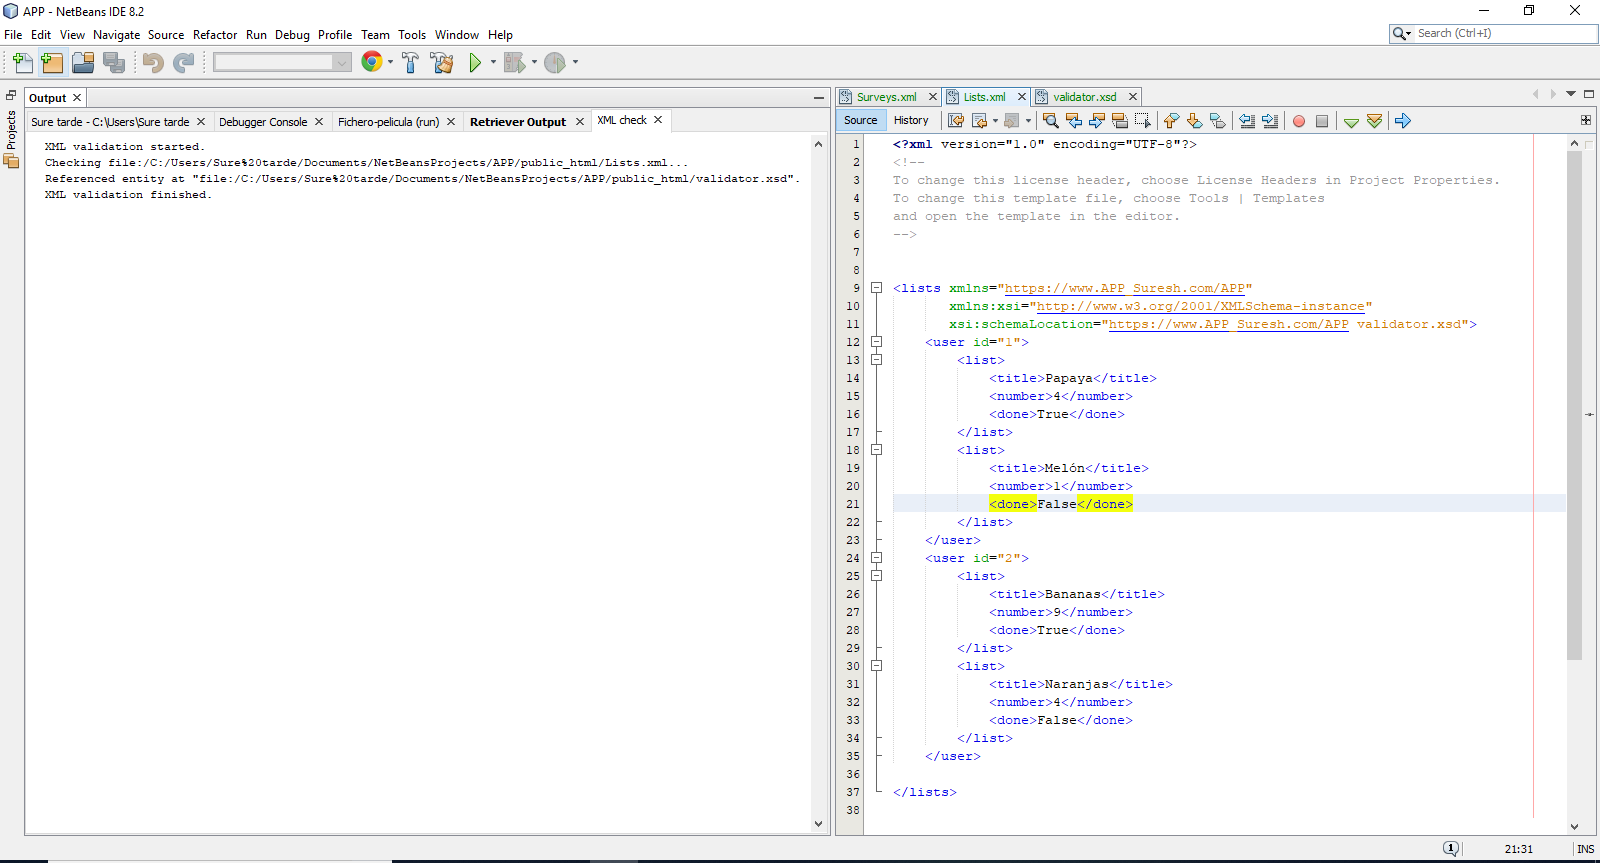 APP - NetBeans IDE 8.2
File Edit View Navigate Source Refactor Run Debug Profile Team Tools Window Help
Search (Ctrl+I)
Projects
Output
Sure tarde - C:\Users\Sure tarde
Debugger Console
Fichero-pelicula (run)
Retriever Output
XML check
XML validation started.
Checking file:/C:/Users/Sure%20tarde/Documents/NetBeansProjects/APP/public_html/Lists.xml...
Referenced entity at "file:/C:/Users/Sure%20tarde/Documents/NetBeansProjects/APP/public_html/validator.xsd".
XML validation finished.
Surveys.xml
Lists.xml
validator.xsd
Source History
1 <?xml version="1.0" encoding="UTF-8"?>
2 <!--
3 To change this license header, choose License Headers in Project Properties.
4 To change this template file, choose Tools | Templates
5 and open the template in the editor.
6 -->
7
8
9 <lists xmlns="https://www.APP_Suresh.com/APP"
10 xmlns:xsi="http://www.w3.org/2001/XMLSchema-instance"
11 xsi:schemaLocation="https://www.APP_Suresh.com/APP validator.xsd">
12 <user id="1">
13 <list>
14 <title>Papaya</title>
15 <number>4</number>
16 <done>True</done>
17 </list>
18 <list>
19 <title>Melón</title>
20 <number>1</number>
21 <done>False</done>
22 </list>
23 </user>
24 <user id="2">
25 <list>
26 <title>Bananas</title>
27 <number>9</number>
28 <done>True</done>
29 </list>
30 <list>
31 <title>Naranjas</title>
32 <number>4</number>
33 <done>False</done>
34 </list>
35 </user>
36
37 </lists>
38
1
21:31
INS